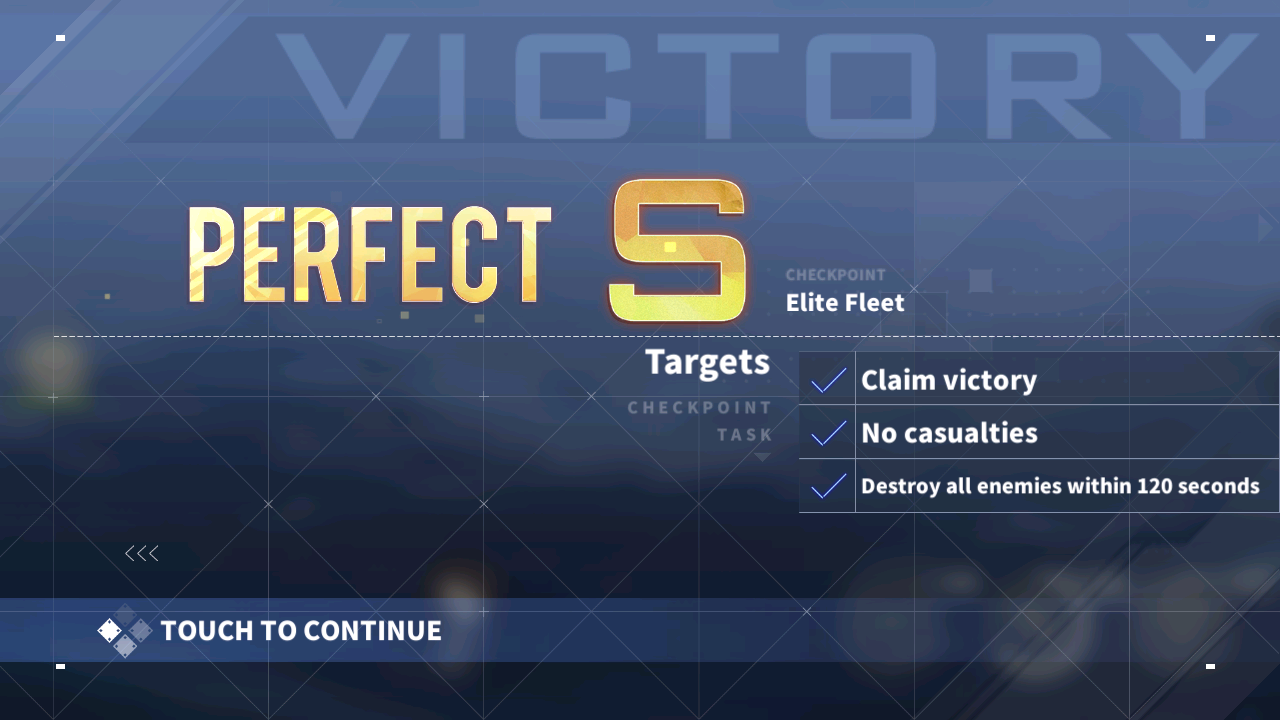 VICTORY
PERFECT S
CHECKPOINT
Elite Fleet
Targets
CHECKPOINT
TASK
Claim victory
No casualties
Destroy all enemies within 120 seconds
TOUCH TO CONTINUE